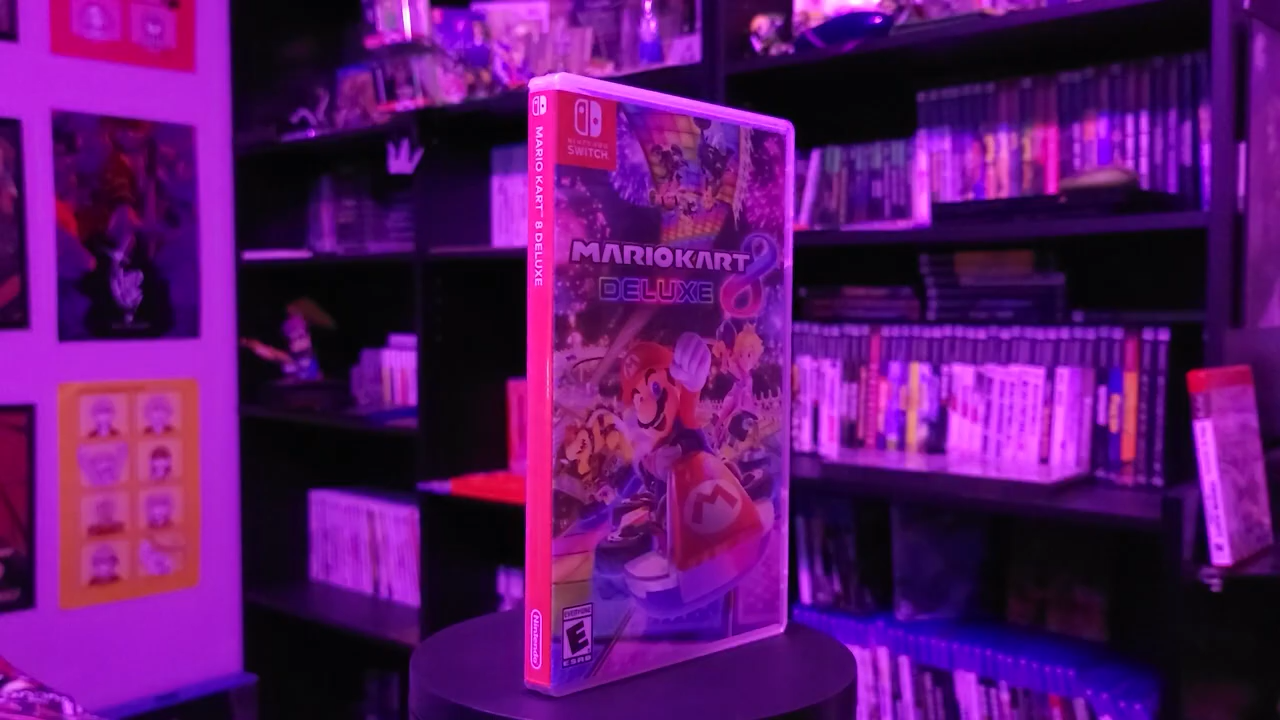 MARIO KART 8 DELUXE
Nintendo
NINTENDO
SWITCH
MARIOKART 8
DELUXE
M
M
EVERYONE
E
ESRB